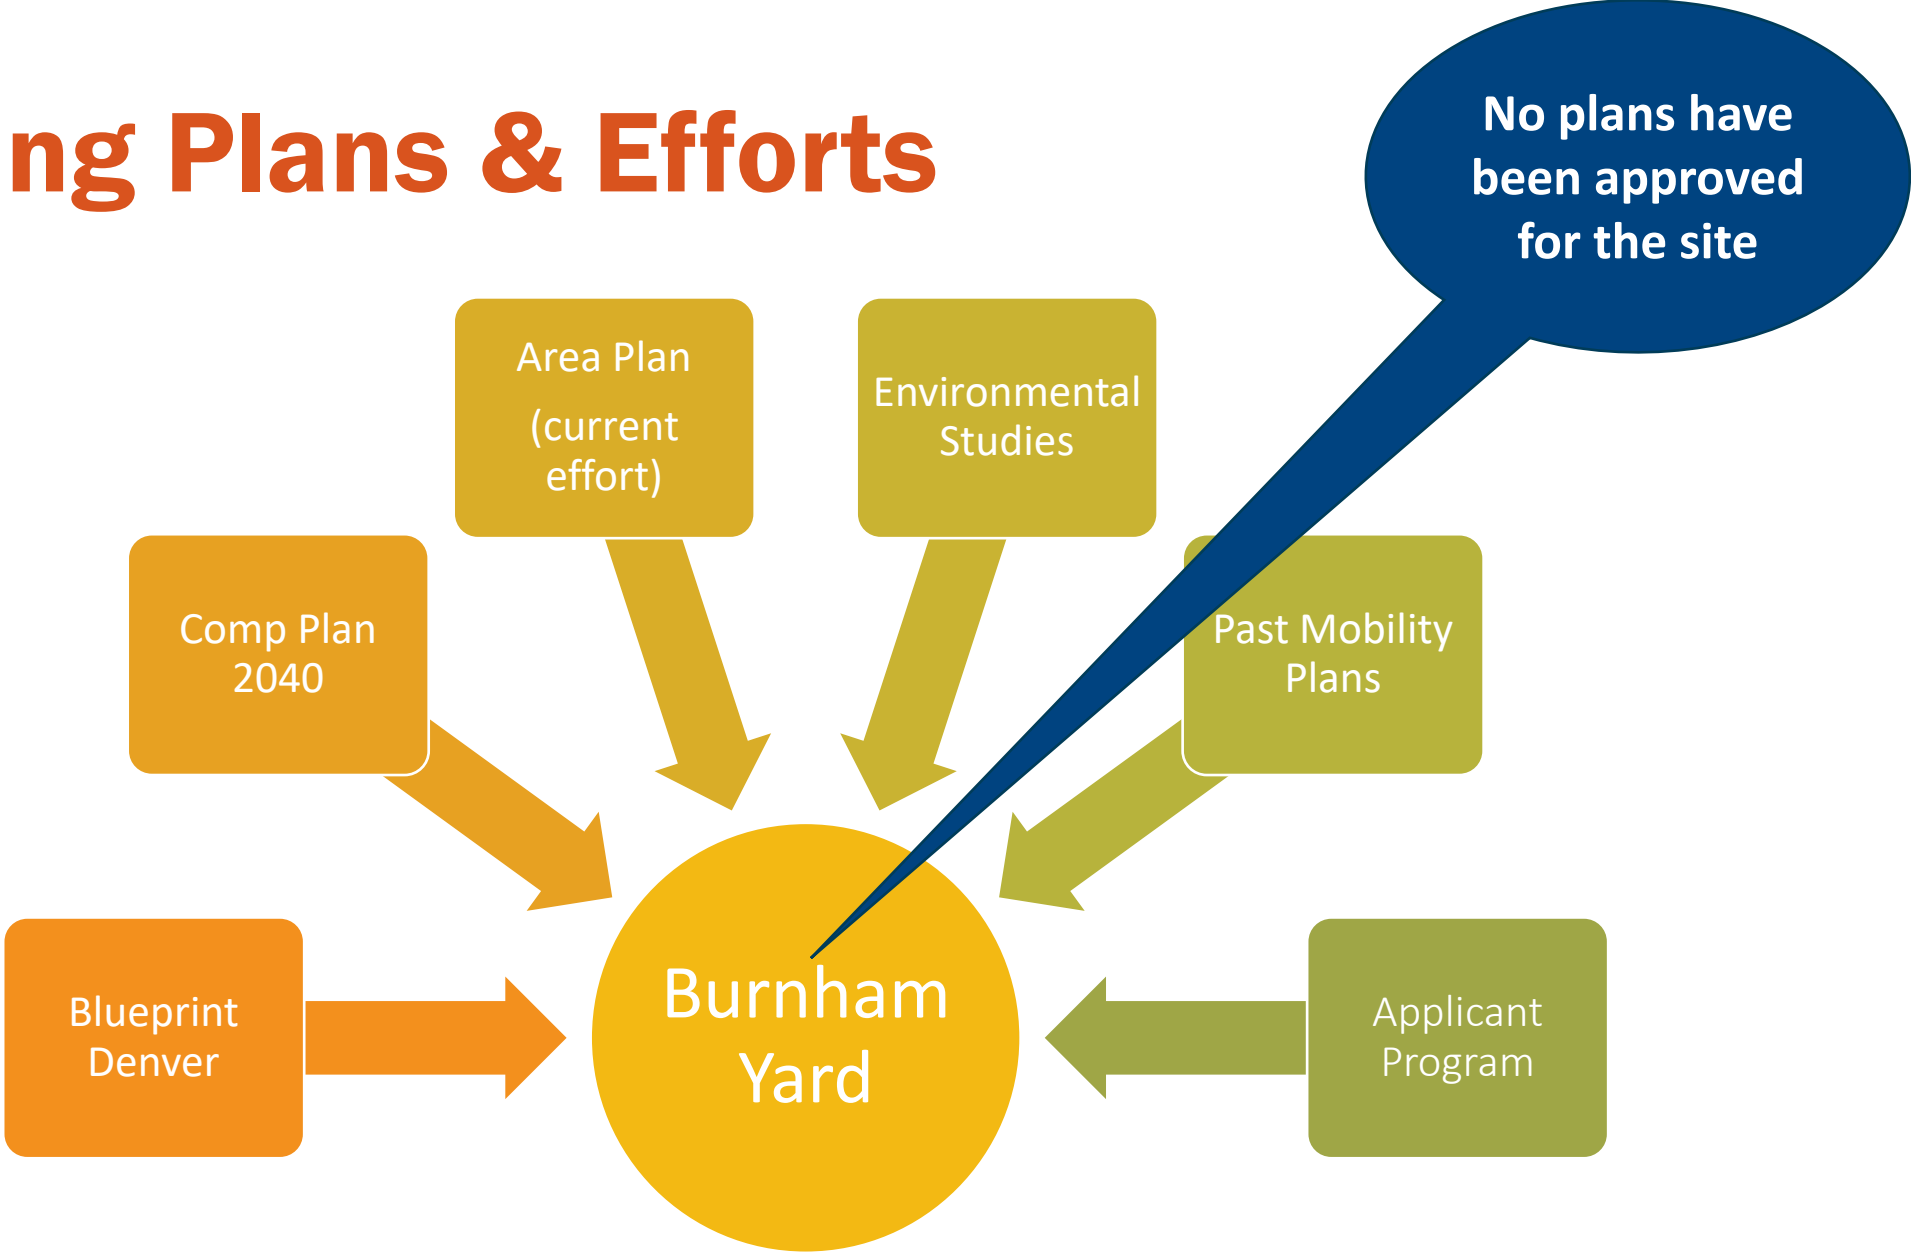 ng Plans & Efforts
No plans have
been approved
for the site
Area Plan
(current
effort)
Environmental
Studies
Comp Plan
2040
Past Mobility
Plans
Blueprint
Denver
Burnham
Yard
Applicant
Program